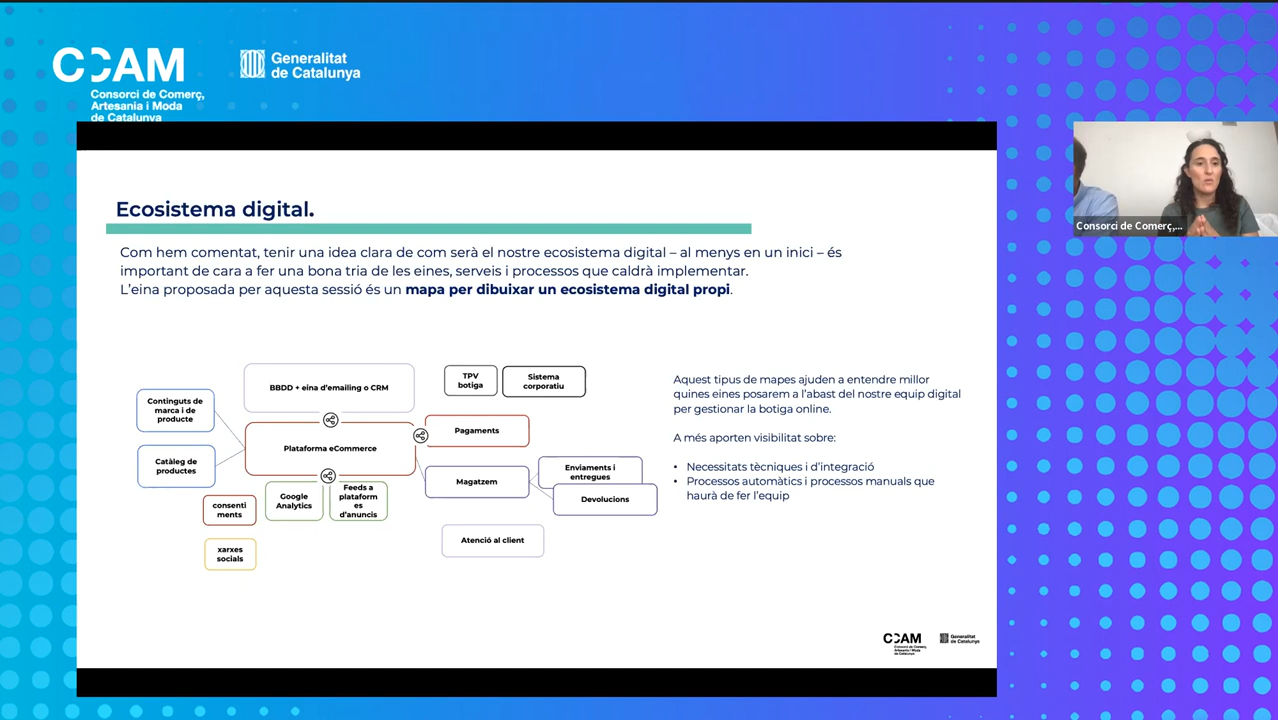 CCAM
Consorci de Comerç,
Artesania i Moda
de Catalunya
Generalitat
de Catalunya
Ecosistema digital.
Com hem comentat, tenir una idea clara de com serà el nostre ecosistema digital – al menys en un inici – és
important de cara a fer una bona tria de les eines, serveis i processos que caldrà implementar.
L'eina proposada per aquesta sessió és un mapa per dibuixar un ecosistema digital propi.
BBDD + eina d'emailing o CRM
TPV
botiga
Sistema
corporatiu
Continguts de
marca i de
producte
Catàleg de
productes
Plataforma eCommerce
Pagaments
Magatzem
Enviaments i
entregues
Devolucions
consenti
ments
Google
Analytics
Feeds a
plataform
es
d'anuncis
xarxes
socials
Atenció al client
Aquest tipus de mapes ajuden a entendre millor
quines eines posarem a l'abast del nostre equip digital
per gestionar la botiga online.
A més aporten visibilitat sobre:
• Necessitats tècniques i d'integració
• Processos automàtics i processos manuals que
haurà de fer l'equip
Consorci de Comerç,...
CCAM
Consorci de Comerç,
Artesania i Moda
de Catalunya
Generalitat
de Catalunya